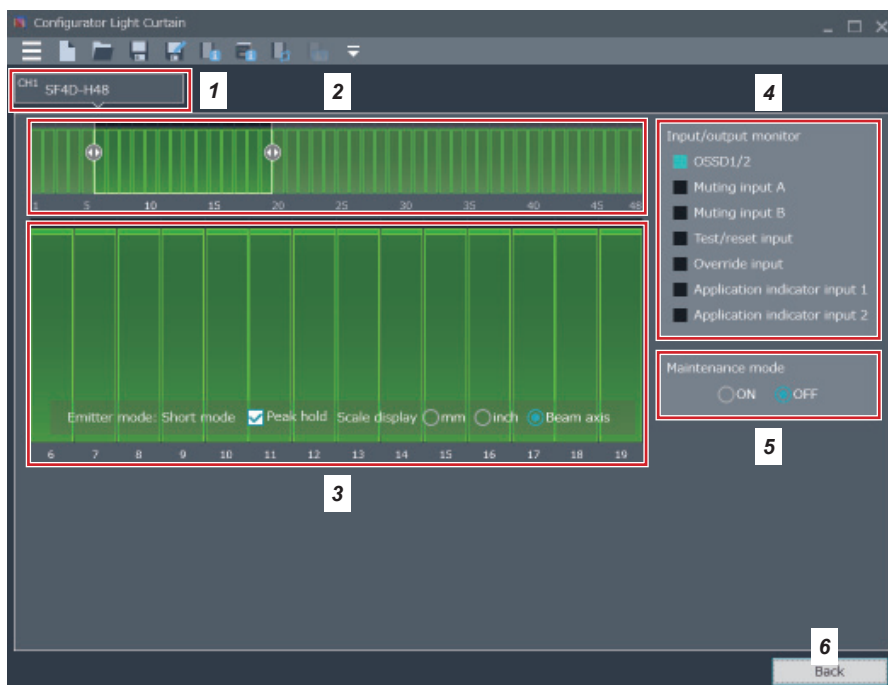 Configurator Light Curtain
CH1 SF4D-H48
1
2
4
1 5 10 15 20 25 30 35 40 45 48
Emitter mode: Short mode Peak hold Scale display mm inch Beam axis
6 7 8 9 10 11 12 13 14 15 16 17 18 19
3
Input/output monitor
OSSD1/2
Muting input A
Muting input B
Test/reset input
Override input
Application indicator input 1
Application indicator input 2
Maintenance mode
ON OFF
5
6
Back